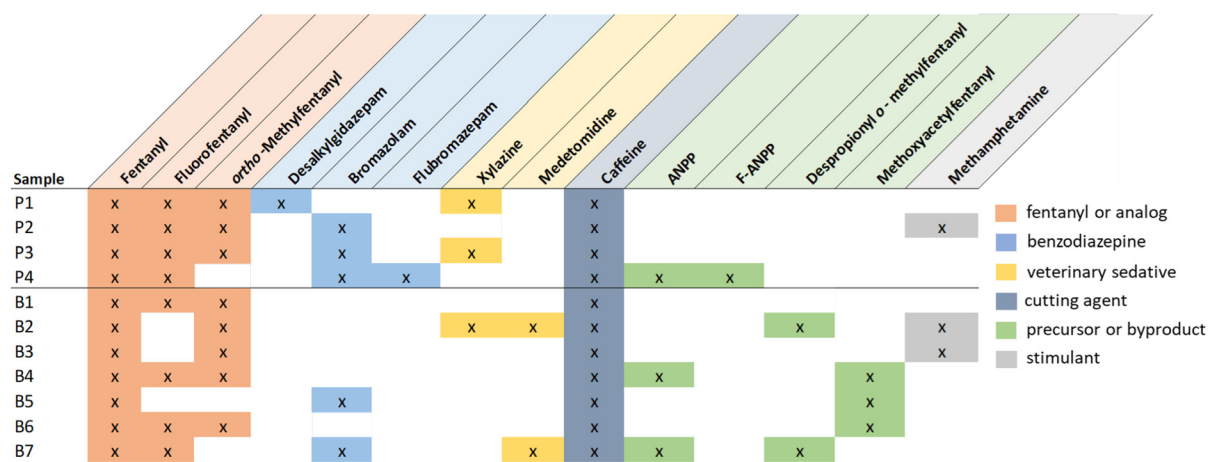 Fentanyl
Fluorofentanyl
ortho -Methylfentanyl
Desalkylgidazepam
Bromazolam
Flubromazepam
Xylazine
Medetomidine
Caffeine
ANPP
F-ANPP
Despropionyl o - methylfentanyl
Methoxyacetylfentanyl
Methamphetamine
Sample
P1 x x x x x x
P2 x x x x x x
P3 x x x x x x
P4 x x x x x x x
B1 x x x x
B2 x x x x x x x
B3 x x x x
B4 x x x x x x
B5 x x x x
B6 x x x x x
B7 x x x x x x x
fentanyl or analog
benzodiazepine
veterinary sedative
cutting agent
precursor or byproduct
stimulant